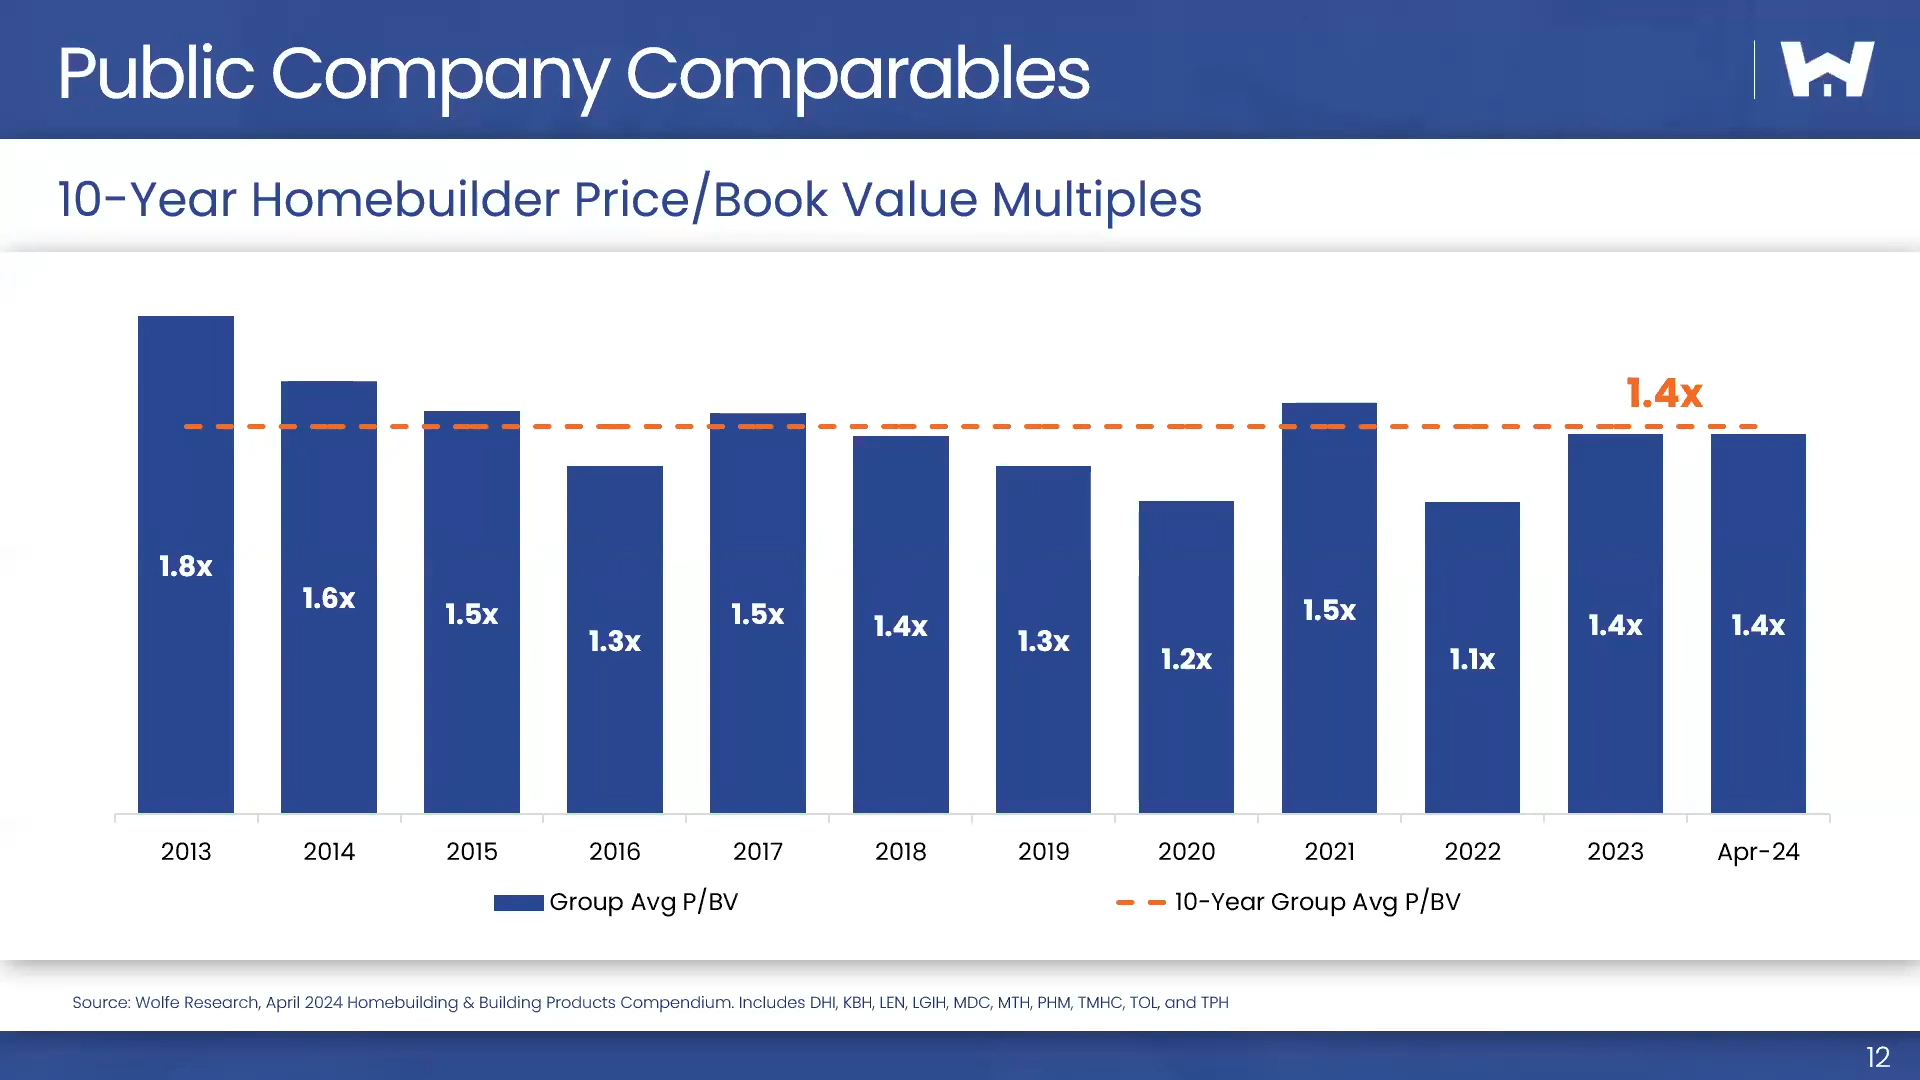 Public Company Comparables
10-Year Homebuilder Price/Book Value Multiples
1.4x
1.8x
1.6x
1.5x
1.3x
1.5x
1.4x
1.3x
1.2x
1.5x
1.1x
1.4x
1.4x
2013
2014
2015
2016
2017
2018
2019
2020
2021
2022
2023
Apr-24
Group Avg P/BV
10-Year Group Avg P/BV
Source: Wolfe Research, April 2024 Homebuilding & Building Products Compendium. Includes DHI, KBH, LEN, LGIH, MDC, MTH, PHM, TMHC, TOL, and TPH
12